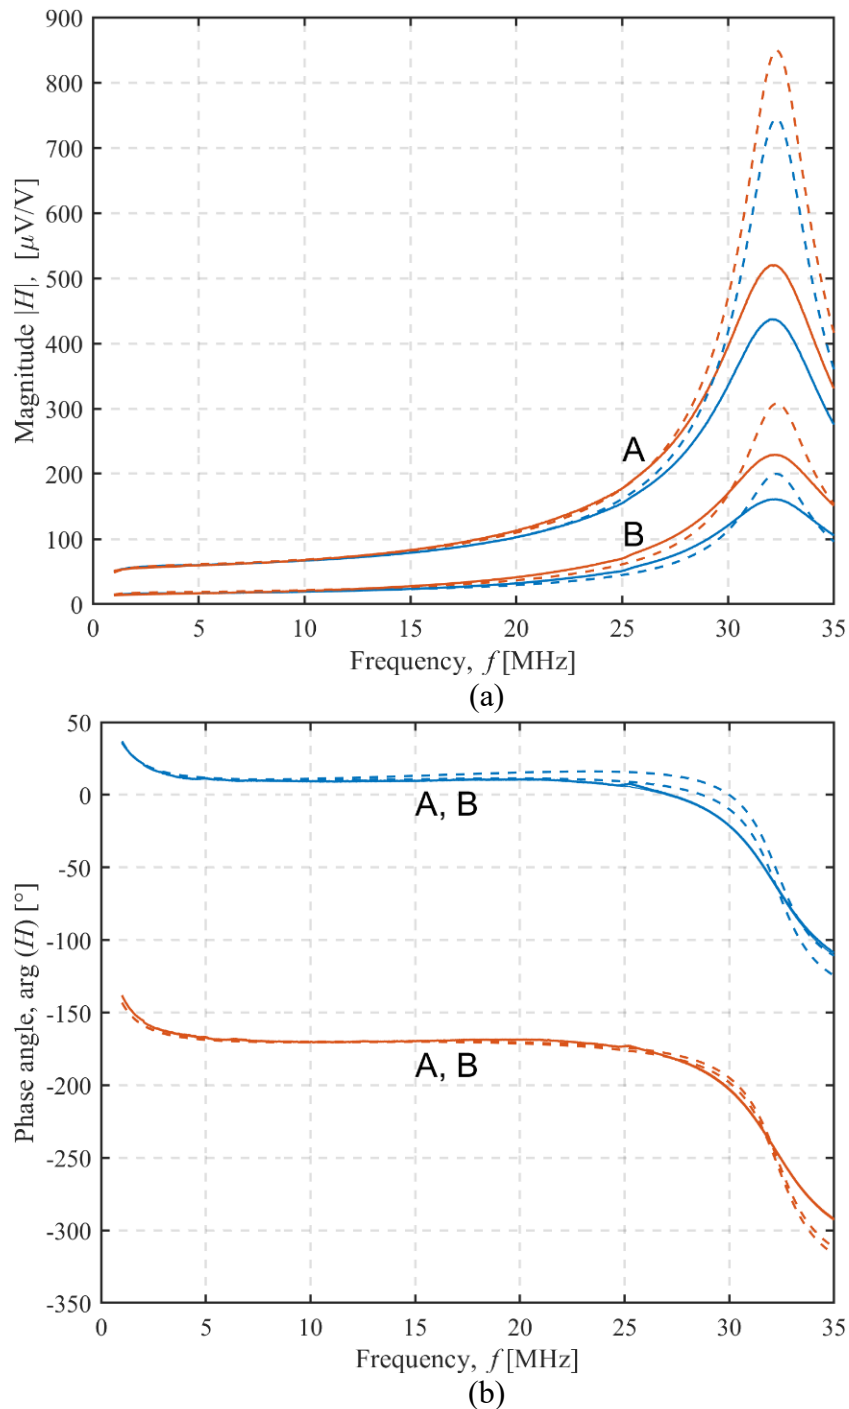 900
800
700
600
500
400
300
200
100
0
Magnitude |H|, [μV/V]
A
B
0 5 10 15 20 25 30 35
Frequency, f [MHz]
(a)
50
0
-50
-100
-150
-200
-250
-300
-350
Phase angle, arg (H) [°]
A, B
A, B
0 5 10 15 20 25 30 35
Frequency, f [MHz]
(b)